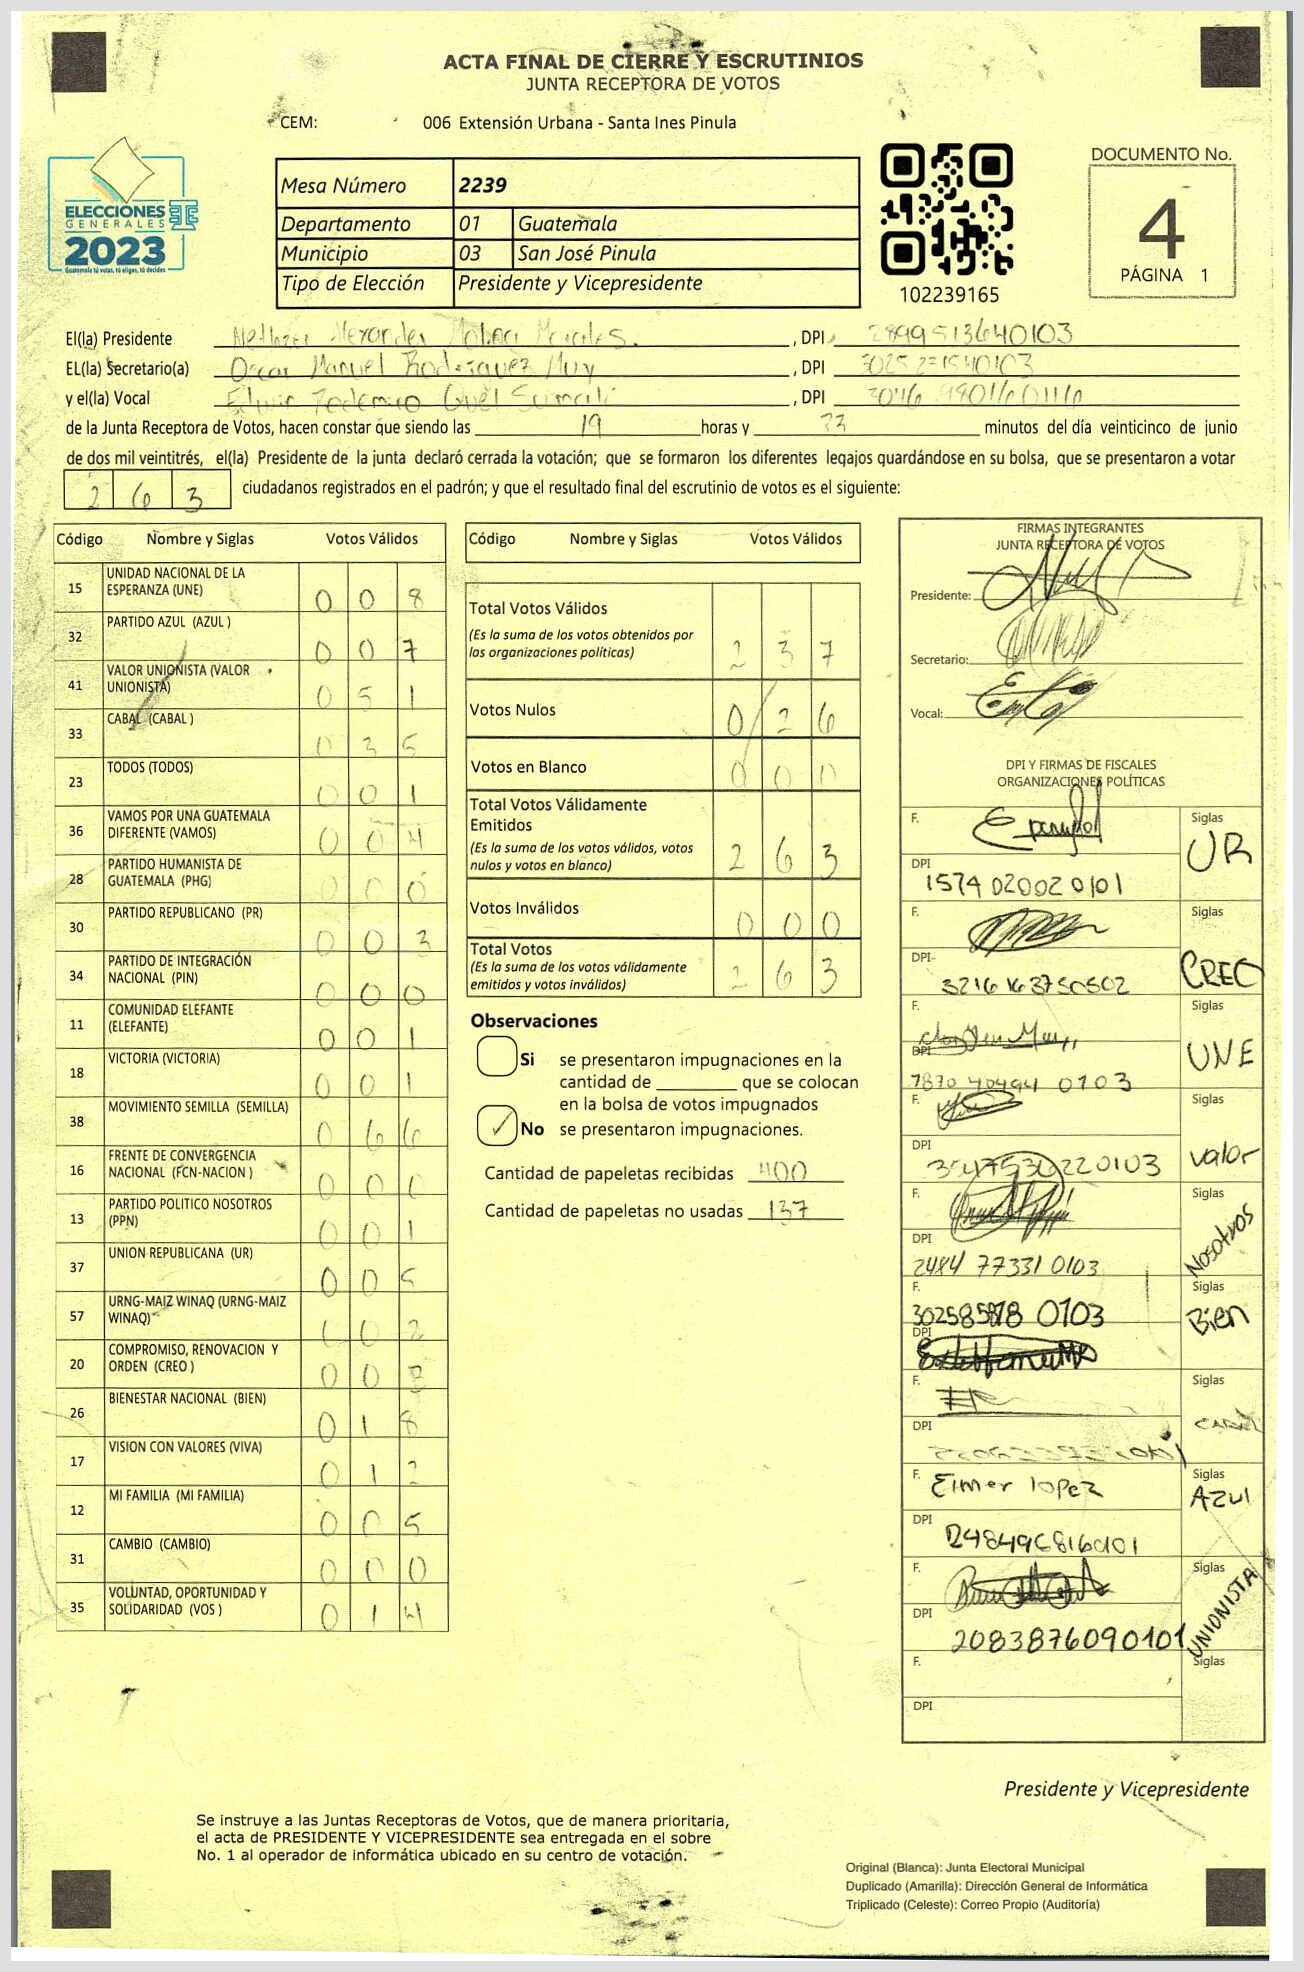 ACTA FINAL DE CIERRE Y ESCRUTINIOS
JUNTA RECEPTORA DE VOTOS
CEM: 006 Extensión Urbana - Santa Ines Pinula
ELECCIONES
GENERALES
2023
Guatemala tú votas, tú eliges, tú decides
Mesa Número 2239
Departamento 01 Guatemala
Municipio 03 San José Pinula
Tipo de Elección Presidente y Vicepresidente
102239165
DOCUMENTO No.
4
PÁGINA 1
El(la) Presidente Alexander Molina Morales. , DPI 2899513640103
EL(la) Secretario(a) Oscar Manuel Rodriguez Muy , DPI
y el(la) Vocal Edwin Federico , DPI
de la Junta Receptora de Votos, hacen constar que siendo las 19 horas y 33 minutos del día veinticinco de junio
de dos mil veintitrés, el(la) Presidente de la junta declaró cerrada la votación; que se formaron los diferentes legajos quardándose en su bolsa, que se presentaron a votar
2 6 3 ciudadanos registrados en el padrón; y que el resultado final del escrutinio de votos es el siguiente:
Código Nombre y Siglas Votos Válidos
15 UNIDAD NACIONAL DE LA
ESPERANZA (UNE) 0 0 8
32 PARTIDO AZUL (AZUL ) 0 0 7
41 VALOR UNIONISTA (VALOR
UNIONISTA) 0 5 1
33 CABAL (CABAL ) 0 3 5
23 TODOS (TODOS) 0 0 1
36 VAMOS POR UNA GUATEMALA
DIFERENTE (VAMOS) 0 0 4
28 PARTIDO HUMANISTA DE
GUATEMALA (PHG) 0 0 0
30 PARTIDO REPUBLICANO (PR) 0 0 3
34 PARTIDO DE INTEGRACIÓN
NACIONAL (PIN) 0 0 0
11 COMUNIDAD ELEFANTE
(ELEFANTE) 0 0 1
18 VICTORIA (VICTORIA) 0 0 1
38 MOVIMIENTO SEMILLA (SEMILLA) 0 6 6
16 FRENTE DE CONVERGENCIA
NACIONAL (FCN-NACION ) 0 0 0
13 PARTIDO POLITICO NOSOTROS
(PPN) 0 0 1
37 UNION REPUBLICANA (UR) 0 0 5
57 URNG-MAIZ WINAQ (URNG-MAIZ
WINAQ) 0 0 2
20 COMPROMISO, RENOVACION Y
ORDEN (CREO ) 0 0
26 BIENESTAR NACIONAL (BIEN) 0 1 8
17 VISION CON VALORES (VIVA) 0 1 2
12 MI FAMILIA (MI FAMILIA) 0 0 5
31 CAMBIO (CAMBIO) 0 0 0
35 VOLUNTAD, OPORTUNIDAD Y
SOLIDARIDAD (VOS ) 0 1 4
Código Nombre y Siglas Votos Válidos
Total Votos Válidos
(Es la suma de los votos obtenidos por
las organizaciones políticas) 2 3 7
Votos Nulos 0 2 6
Votos en Blanco 0 0 0
Total Votos Válidamente
Emitidos
(Es la suma de los votos válidos, votos
nulos y votos en blanco) 2 6 3
Votos Inválidos 0 0 0
Total Votos
(Es la suma de los votos válidamente
emitidos y votos inválidos) 2 6 3
Observaciones
Si se presentaron impugnaciones en la
cantidad de ________ que se colocan
en la bolsa de votos impugnados
✓ No se presentaron impugnaciones.
Cantidad de papeletas recibidas 400
Cantidad de papeletas no usadas 137
FIRMAS INTEGRANTES
JUNTA RECEPTORA DE VOTOS
Presidente:
Secretario:
Vocal:
DPI Y FIRMAS DE FISCALES
ORGANIZACIONES POLÍTICAS
F. Siglas
UR
DPI
1574 02002 0101
F. Siglas
CREO
DPI
3216 163750502
F. Siglas
UNE
DPI
0103
F. Siglas
valor
DPI
F. Siglas
Nosotros
DPI
2484 77331 0103
F. Siglas
Bien
DPI
F. Siglas
CABAL
DPI
F. Elmer lopez Siglas
AZUl
DPI
F. Siglas
UNIONISTA
DPI
2083876090101
F. Siglas
DPI
Presidente y Vicepresidente
Se instruye a las Juntas Receptoras de Votos, que de manera prioritaria,
el acta de PRESIDENTE Y VICEPRESIDENTE sea entregada en el sobre
No. 1 al operador de informática ubicado en su centro de votación.
Original (Blanca): Junta Electoral Municipal
Duplicado (Amarilla): Dirección General de Informática
Triplicado (Celeste): Correo Propio (Auditoría)